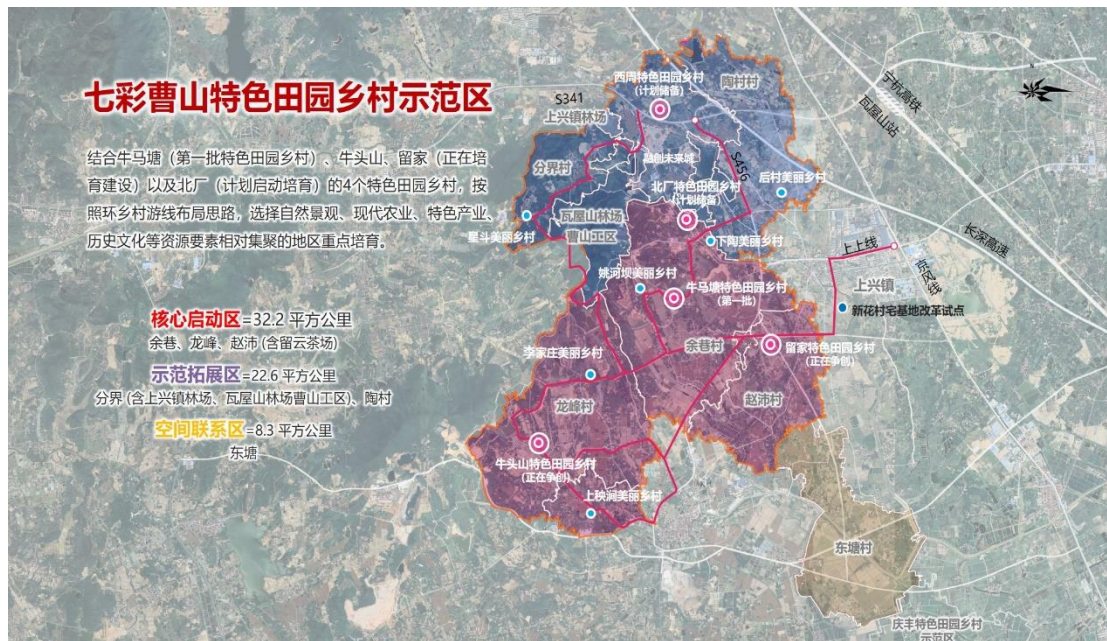 七彩曹山特色田园乡村示范区
结合牛马塘（第一批特色田园乡村）、牛头山、留家（正在培
育建设）以及北厂（计划启动培育）的4个特色田园乡村，按
照环乡村游线布局思路，选择自然景观、现代农业、特色产业、
历史文化等资源要素相对集聚的地区重点培育。
核心启动区=32.2 平方公里
余巷、龙峰、赵沛 (含留云茶场)
示范拓展区=22.6 平方公里
分界 (含上兴镇林场、瓦屋山林场曹山工区)、陶村
空间联系区=8.3 平方公里
东塘
西周特色田园乡村
(计划储备)
陶村村
宁杭高铁
瓦屋山站
S341
上兴镇林场
分界村
融创未来城
S456
北厂特色田园乡村
(计划储备)
后村美丽乡村
星斗美丽乡村
瓦屋山林场
曹山工区
下陶美丽乡村
上上线
长深高速
京风线
姚河坝美丽乡村
牛马塘特色田园乡村
(第一批)
上兴镇
新花村宅基地改革试点
李家庄美丽乡村
余巷村
留家特色田园乡村
(正在争创)
龙峰村
赵沛村
牛头山特色田园乡村
(正在争创)
上秧涧美丽乡村
东塘村
庆丰特色田园乡村
示范区